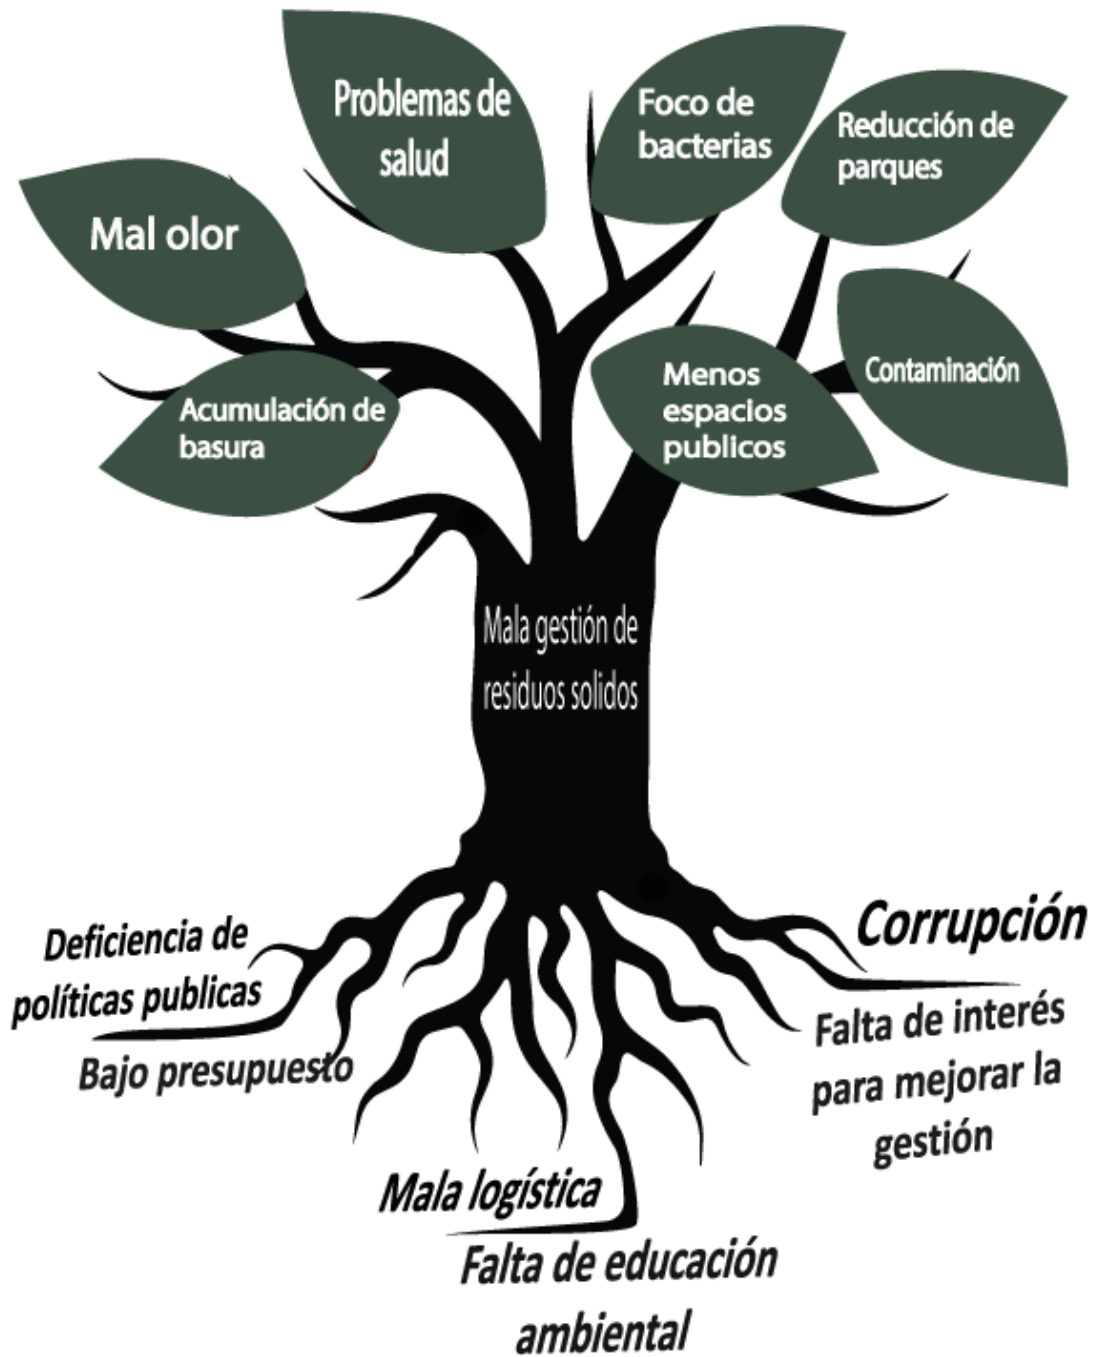 Problemas de
salud
Foco de
bacterias
Reducción de
parques
Mal olor
Contaminación
Acumulación de
basura
Menos
espacios
publicos
Mala gestión de
residuos solidos
Deficiencia de
políticas publicas
Bajo presupuesto
Corrupción
Falta de interés
para mejorar la
gestión
Mala logística
Falta de educación
ambiental